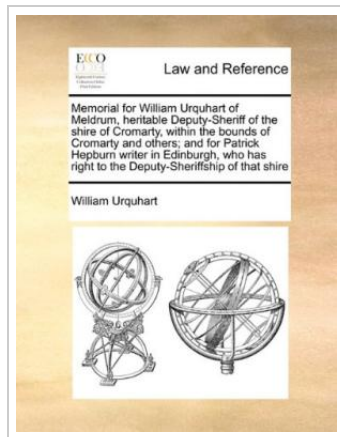 ECCO
Law and Reference
Memorial for William Urquhart of
Meldrum, heritable Deputy-Sheriff of the
shire of Cromarty, within the bounds of
Cromarty and others; and for Patrick
Hepburn writer in Edinburgh, who has
right to the Deputy-Sheriffship of that shire
William Urquhart